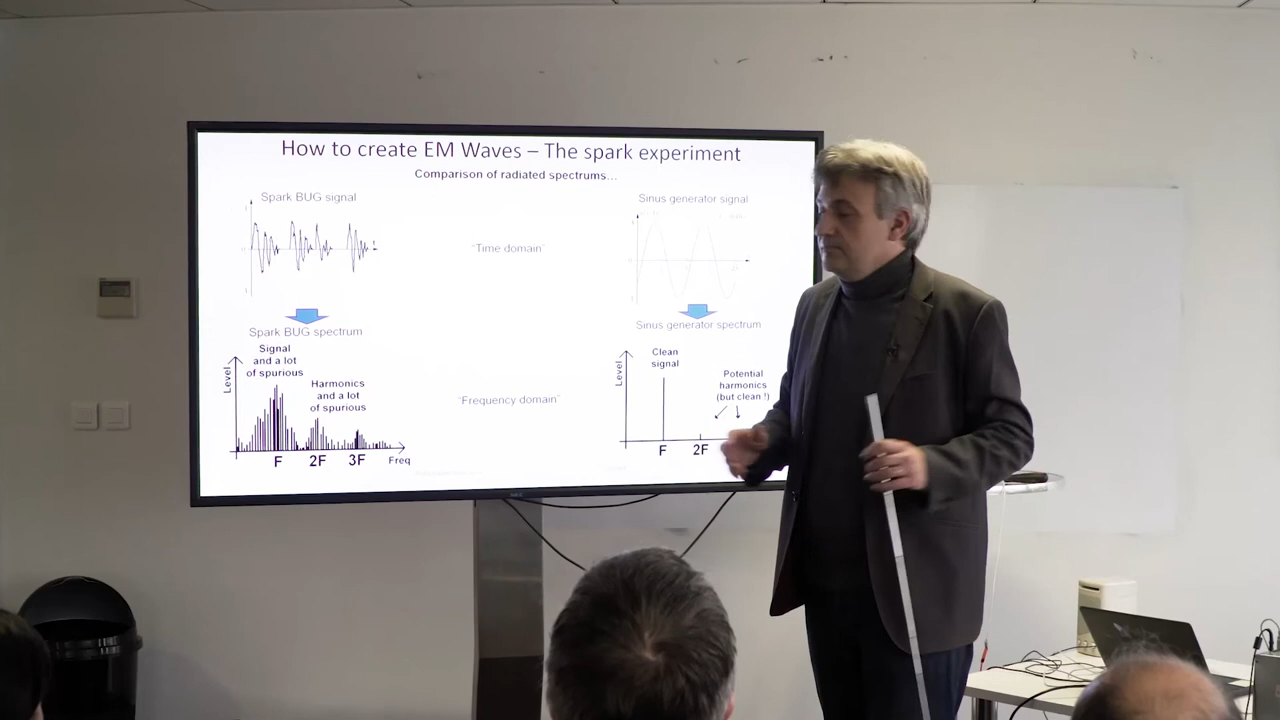 How to create EM Waves – The spark experiment
Comparison of radiated spectrums...
Spark BUG signal
Sinus generator signal
"Time domain"
Spark BUG spectrum
Sinus generator spectrum
Signal
and a lot
of spurious
Harmonics
and a lot
of spurious
Level
F
2F
3F
Freq
"Frequency domain"
Clean
signal
Potential
harmonics
(but clean !)
Level
F
2F
NEC